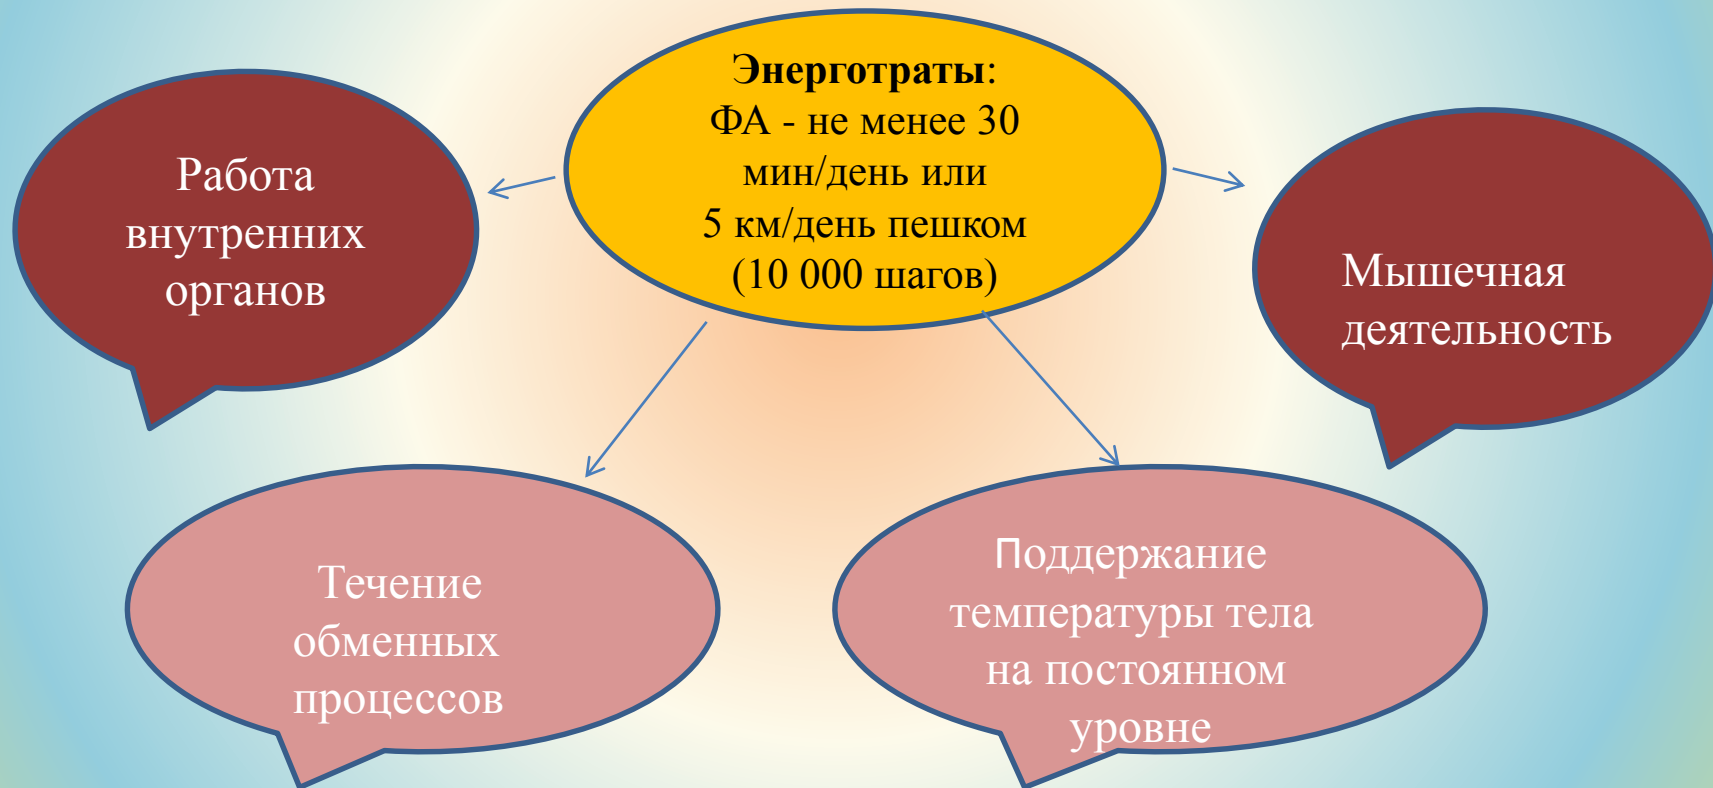 Энерготраты:
ФА - не менее 30
мин/день или
5 км/день пешком
(10 000 шагов)
Работа
внутренних
органов
Мышечная
деятельность
Течение
обменных
процессов
Поддержание
температуры тела
на постоянном
уровне